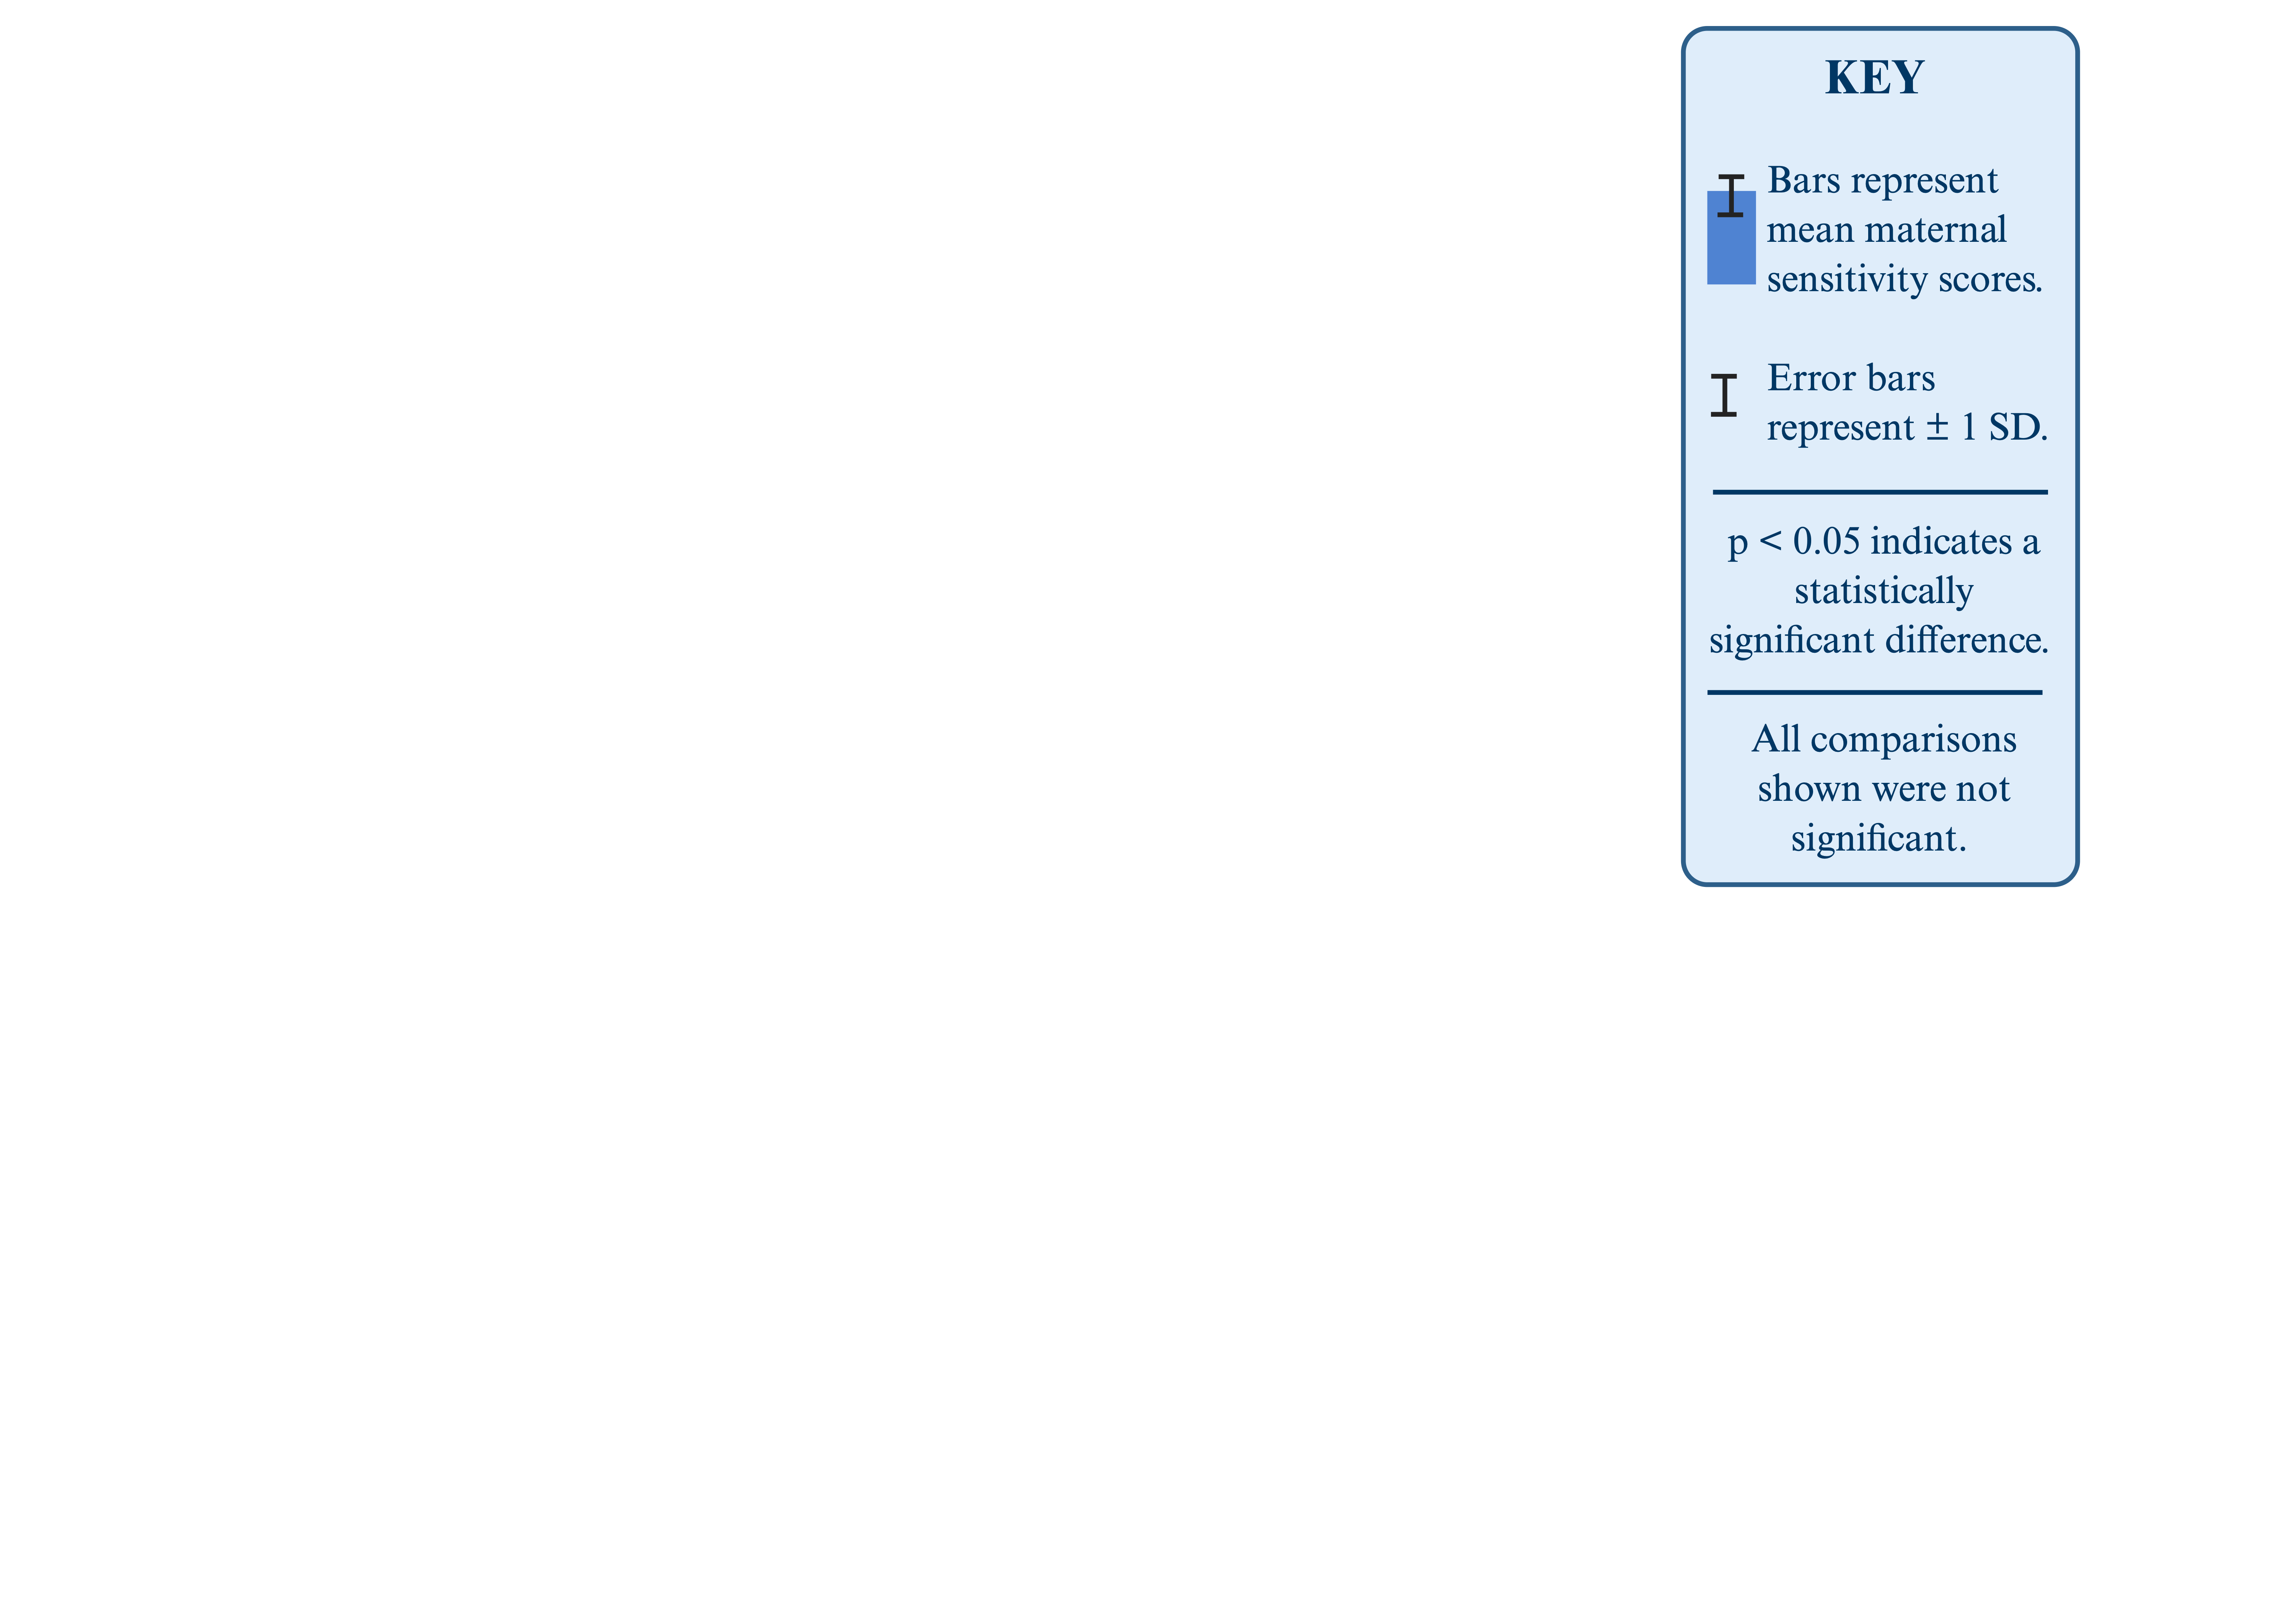 KEY
Bars represent
mean maternal
sensitivity scores.
Error bars
represent ± 1 SD.
p < 0.05 indicates a
statistically
significant difference.
All comparisons
shown were not
significant.